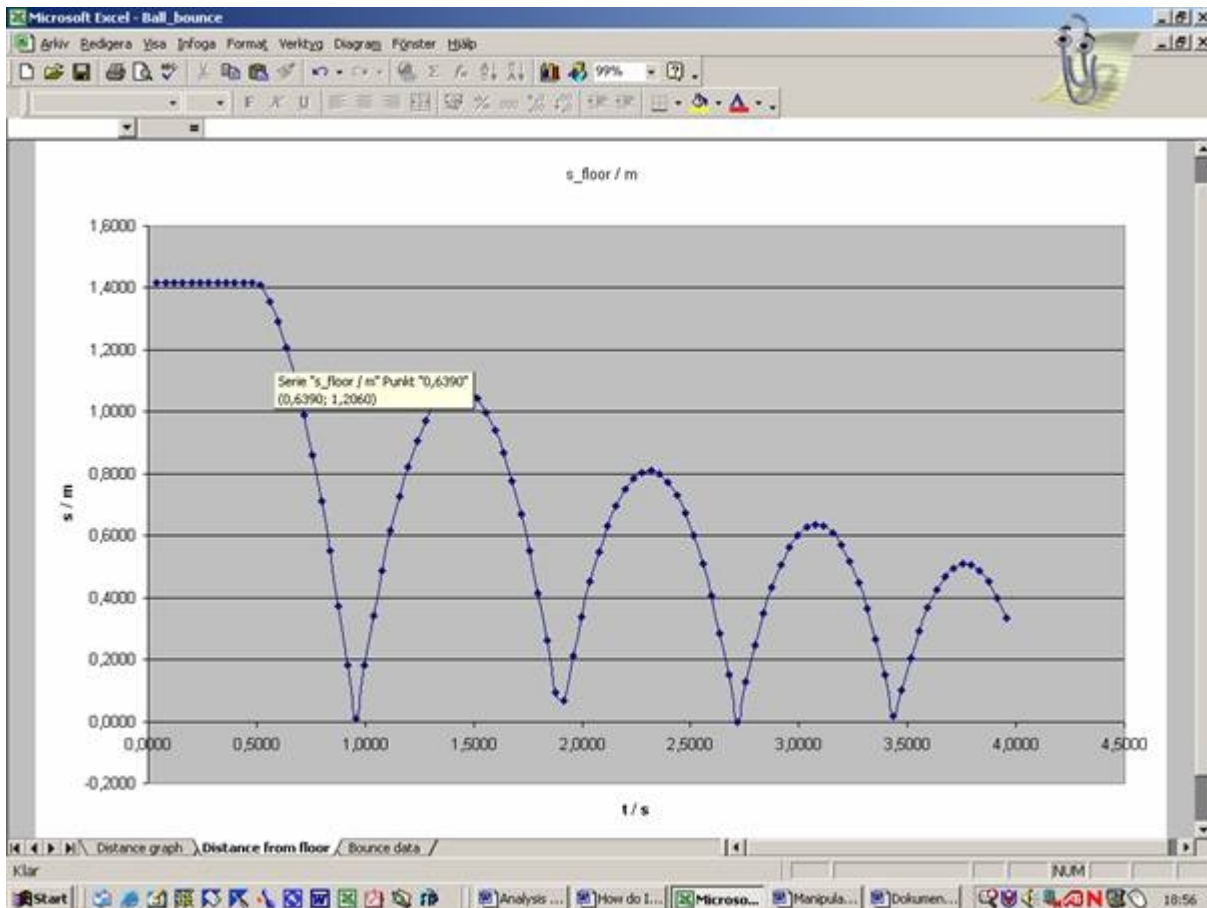 Microsoft Excel - Ball_bounce
Arkiv Redigera Visa Infoga Format Verktyg Diagram Fönster Hjälp
99%
F K U
=
s_floor / m
1,6000
1,4000
1,2000
Serie "s_floor / m" Punkt "0,6390"
(0,6390; 1,2060)
1,0000
0,8000
s / m
0,6000
0,4000
0,2000
0,0000
0,0000 0,5000 1,0000 1,5000 2,0000 2,5000 3,0000 3,5000 4,0000 4,5000
-0,2000
t / s
Distance graph Distance from floor Bounce data
Klar NUM
Start Analysis ... How do I... Microso... Manipula... Dokumen... 18:56